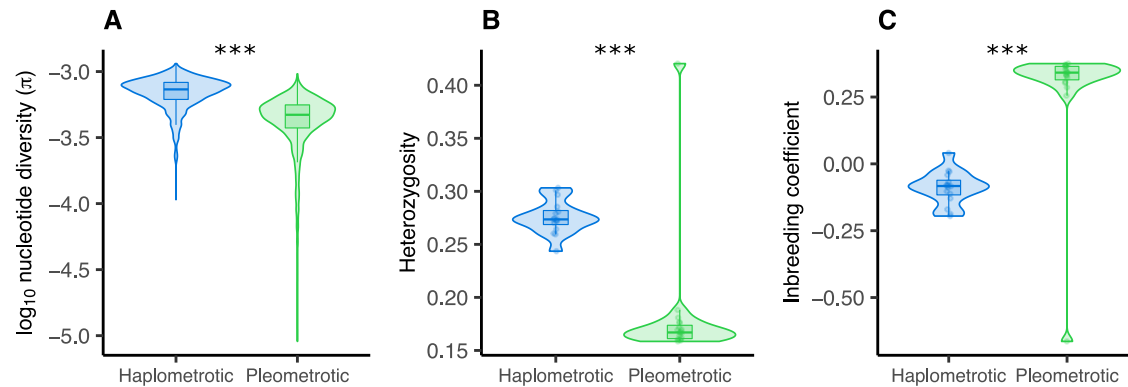 A
log₁₀ nucleotide diversity (π)
***
−3.0
−3.5
−4.0
−4.5
−5.0
Haplometrotic Pleometrotic
B
Heterozygosity
***
0.40
0.35
0.30
0.25
0.20
0.15
Haplometrotic Pleometrotic
C
Inbreeding coefficient
***
0.25
0.00
−0.25
−0.50
Haplometrotic Pleometrotic